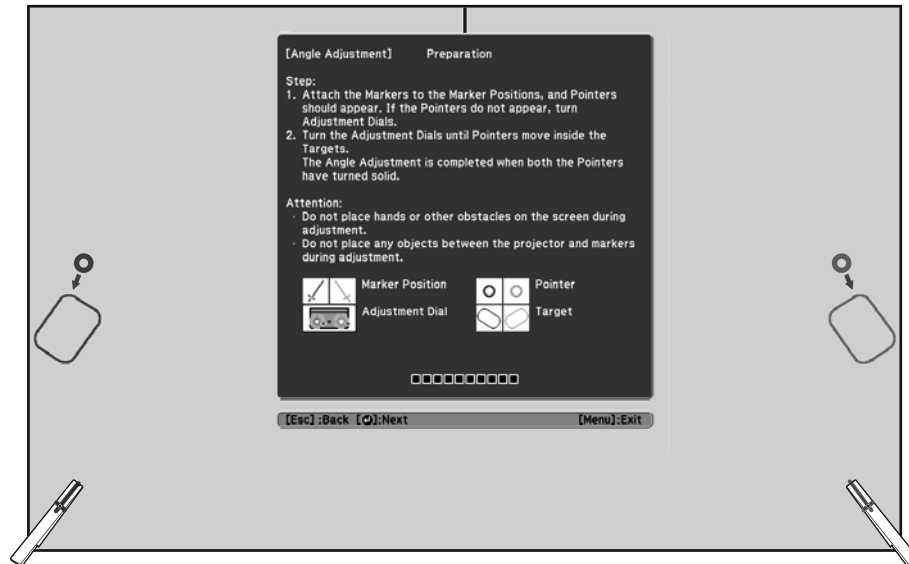 [Angle Adjustment] Preparation
Step:
1. Attach the Markers to the Marker Positions, and Pointers
should appear. If the Pointers do not appear, turn
Adjustment Dials.
2. Turn the Adjustment Dials until Pointers move inside the
Targets.
The Angle Adjustment is completed when both the Pointers
have turned solid.
Attention:
· Do not place hands or other obstacles on the screen during
adjustment.
· Do not place any objects between the projector and markers
during adjustment.
Marker Position
Pointer
Adjustment Dial
Target
[Esc] :Back [⏎]:Next [Menu]:Exit